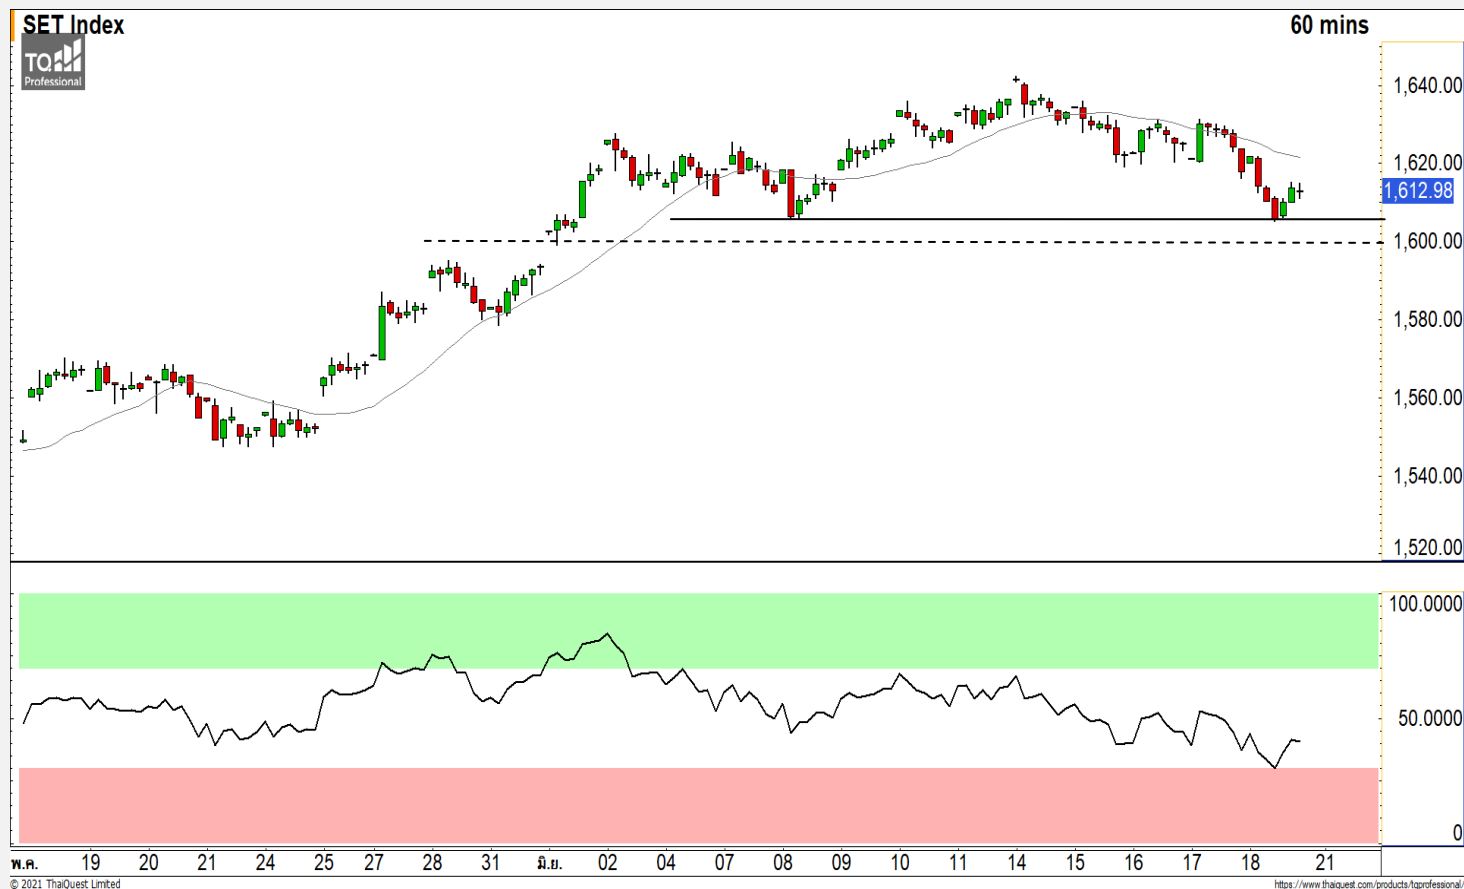 SET Index
60 mins
TQ
Professional
1,640.00
1,620.00
1,612.98
1,600.00
1,580.00
1,560.00
1,540.00
1,520.00
100.0000
50.0000
0
พ.ค. 19 20 21 24 25 27 28 31 มิ.ย. 02 04 07 08 09 10 11 14 15 16 17 18 21
© 2021 ThaiQuest Limited
https://www.thaiquest.com/products/tqprofessional/